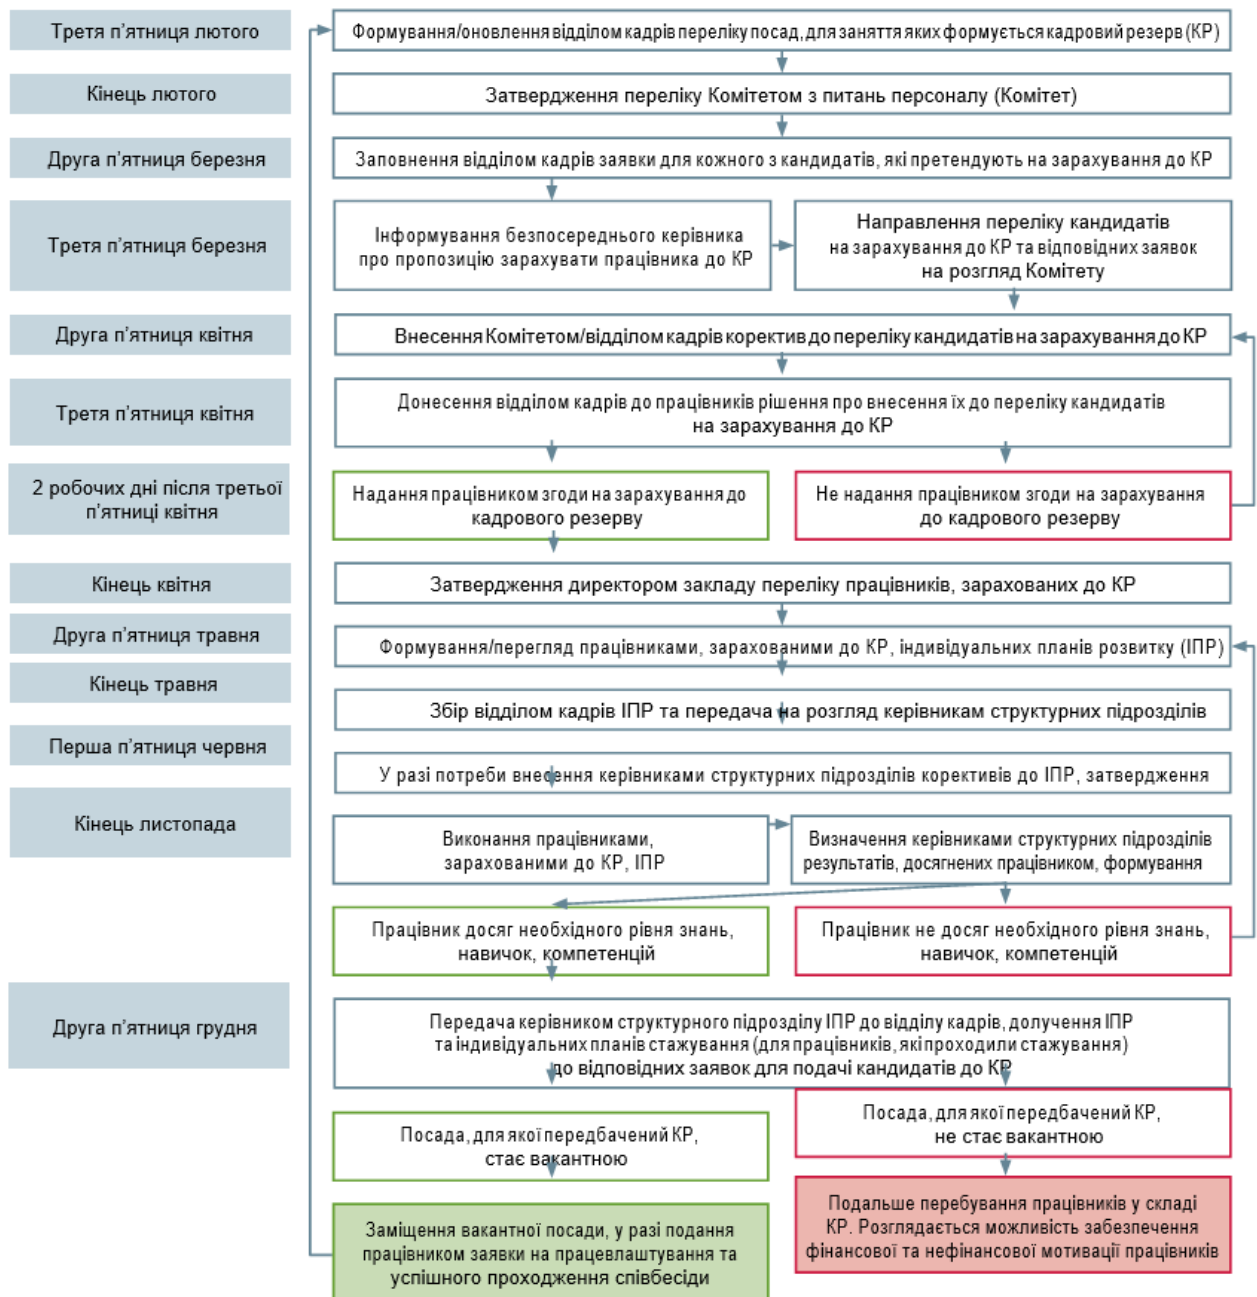 Третя п’ятниця лютого
Формування/оновлення відділом кадрів переліку посад, для заняття яких формується кадровий резерв (КР)
Кінець лютого
Затвердження переліку Комітетом з питань персоналу (Комітет)
Друга п’ятниця березня
Заповнення відділом кадрів заявки для кожного з кандидатів, які претендують на зарахування до КР
Третя п’ятниця березня
Інформування безпосереднього керівника
про пропозицію зарахувати працівника до КР
Направлення переліку кандидатів
на зарахування до КР та відповідних заявок
на розгляд Комітету
Друга п’ятниця квітня
Внесення Комітетом/відділом кадрів коректив до переліку кандидатів на зарахування до КР
Третя п’ятниця квітня
Донесення відділом кадрів до працівників рішення про внесення їх до переліку кандидатів
на зарахування до КР
2 робочих дні після третьої
п’ятниці квітня
Надання працівником згоди на зарахування до
кадрового резерву
Не надання працівником згоди на зарахування
до кадрового резерву
Кінець квітня
Затвердження директором закладу переліку працівників, зарахованих до КР
Друга п’ятниця травня
Формування/перегляд працівниками, зарахованими до КР, індивідуальних планів розвитку (ІПР)
Кінець травня
Збір відділом кадрів ІПР та передача на розгляд керівникам структурних підрозділів
Перша п’ятниця червня
У разі потреби внесення керівниками структурних підрозділів корективів до ІПР, затвердження
Кінець листопада
Виконання працівниками,
зарахованими до КР, ІПР
Визначення керівниками структурних підрозділів
результатів, досягнених працівником, формування
Працівник досяг необхідного рівня знань,
навичок, компетенцій
Працівник не досяг необхідного рівня знань,
навичок, компетенцій
Друга п’ятниця грудня
Передача керівником структурного підрозділу ІПР до відділу кадрів, долучення ІПР
та індивідуальних планів стажування (для працівників, які проходили стажування)
до відповідних заявок для подачі кандидатів до КР
Посада, для якої передбачений КР,
стає вакантною
Посада, для якої передбачений КР,
не стає вакантною
Заміщення вакантної посади, у разі подання
працівником заявки на працевлаштування та
успішного проходження співбесіди
Подальше перебування працівників у складі
КР. Розглядається можливість забезпечення
фінансової та нефінансової мотивації працівників